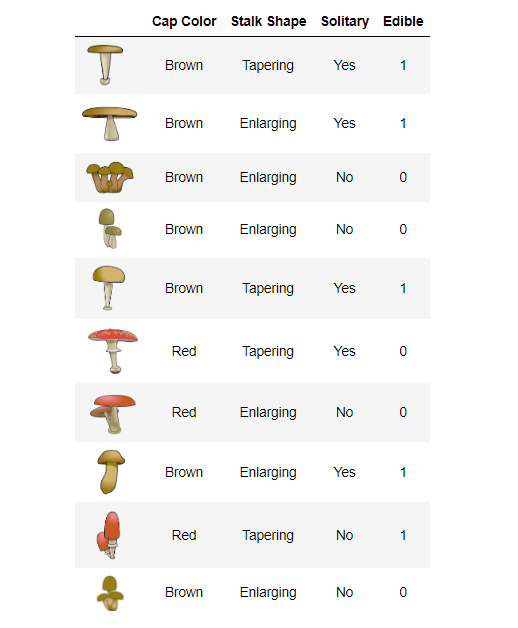 Cap Color Stalk Shape Solitary Edible
Brown Tapering Yes 1
Brown Enlarging Yes 1
Brown Enlarging No 0
Brown Enlarging No 0
Brown Tapering Yes 1
Red Tapering Yes 0
Red Enlarging No 0
Brown Enlarging Yes 1
Red Tapering No 1
Brown Enlarging No 0